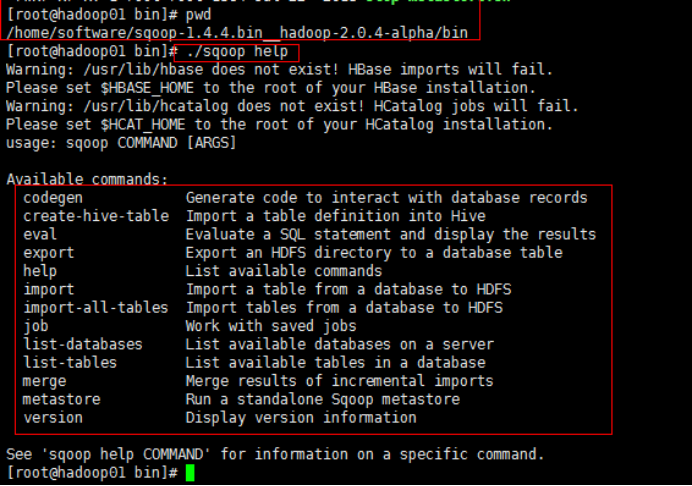 [root@hadoop01 bin]# pwd
/home/software/sqoop-1.4.4.bin__hadoop-2.0.4-alpha/bin
[root@hadoop01 bin]# ./sqoop help
Warning: /usr/lib/hbase does not exist! HBase imports will fail.
Please set $HBASE_HOME to the root of your HBase installation.
Warning: /usr/lib/hcatalog does not exist! HCatalog jobs will fail.
Please set $HCAT_HOME to the root of your HCatalog installation.
usage: sqoop COMMAND [ARGS]
Available commands:
codegen            Generate code to interact with database records
create-hive-table  Import a table definition into Hive
eval               Evaluate a SQL statement and display the results
export             Export an HDFS directory to a database table
help               List available commands
import             Import a table from a database to HDFS
import-all-tables  Import tables from a database to HDFS
job                Work with saved jobs
list-databases     List available databases on a server
list-tables        List available tables in a database
merge              Merge results of incremental imports
metastore          Run a standalone Sqoop metastore
version            Display version information
See 'sqoop help COMMAND' for information on a specific command.
[root@hadoop01 bin]#